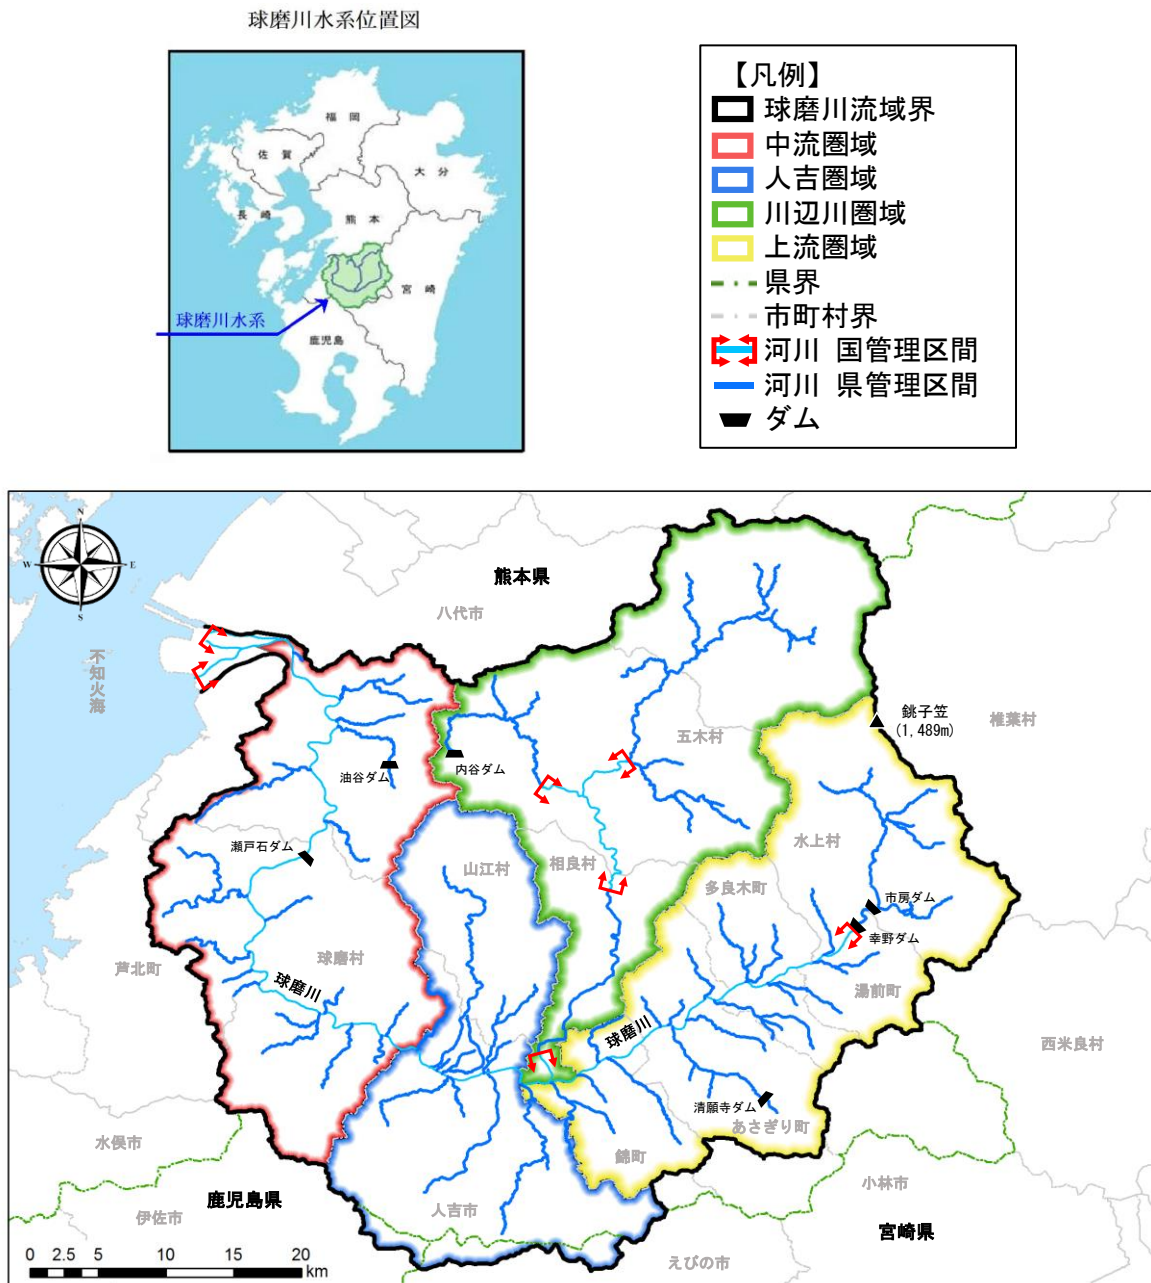 球磨川水系位置図
福岡
佐賀
大分
長崎
熊本
宮崎
球磨川水系
鹿児島
【凡例】
球磨川流域界
中流圏域
人吉圏域
川辺川圏域
上流圏域
県界
市町村界
河川 国管理区間
河川 県管理区間
ダム
N
W
E
S
熊本県
八代市
不知火海
銚子笠
(1,489m)
椎葉村
五木村
油谷ダム
内谷ダム
水上村
瀬戸石ダム
山江村
相良村
多良木町
市房ダム
幸野ダム
球磨村
芦北町
球磨川
湯前町
球磨川
西米良村
清願寺ダム
あさぎり町
水俣市
錦町
小林市
鹿児島県
伊佐市
人吉市
宮崎県
えびの市
0 2.5 5 10 15 20
km